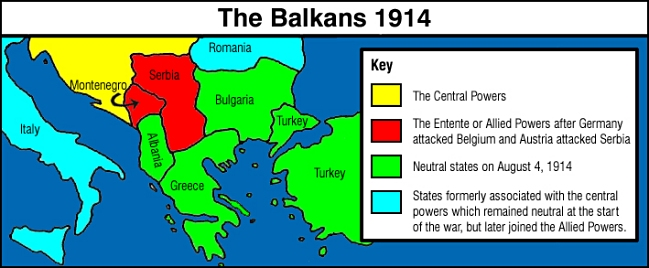 The Balkans 1914
Romania
Key
Serbia
Montenegro
The Central Powers
Bulgaria
Italy
Turkey
The Entente or Allied Powers after Germany
attacked Belgium and Austria attacked Serbia
Albania
Neutral states on August 4, 1914
Turkey
Greece
States formerly associated with the central
powers which remained neutral at the start
of the war, but later joined the Allied Powers.